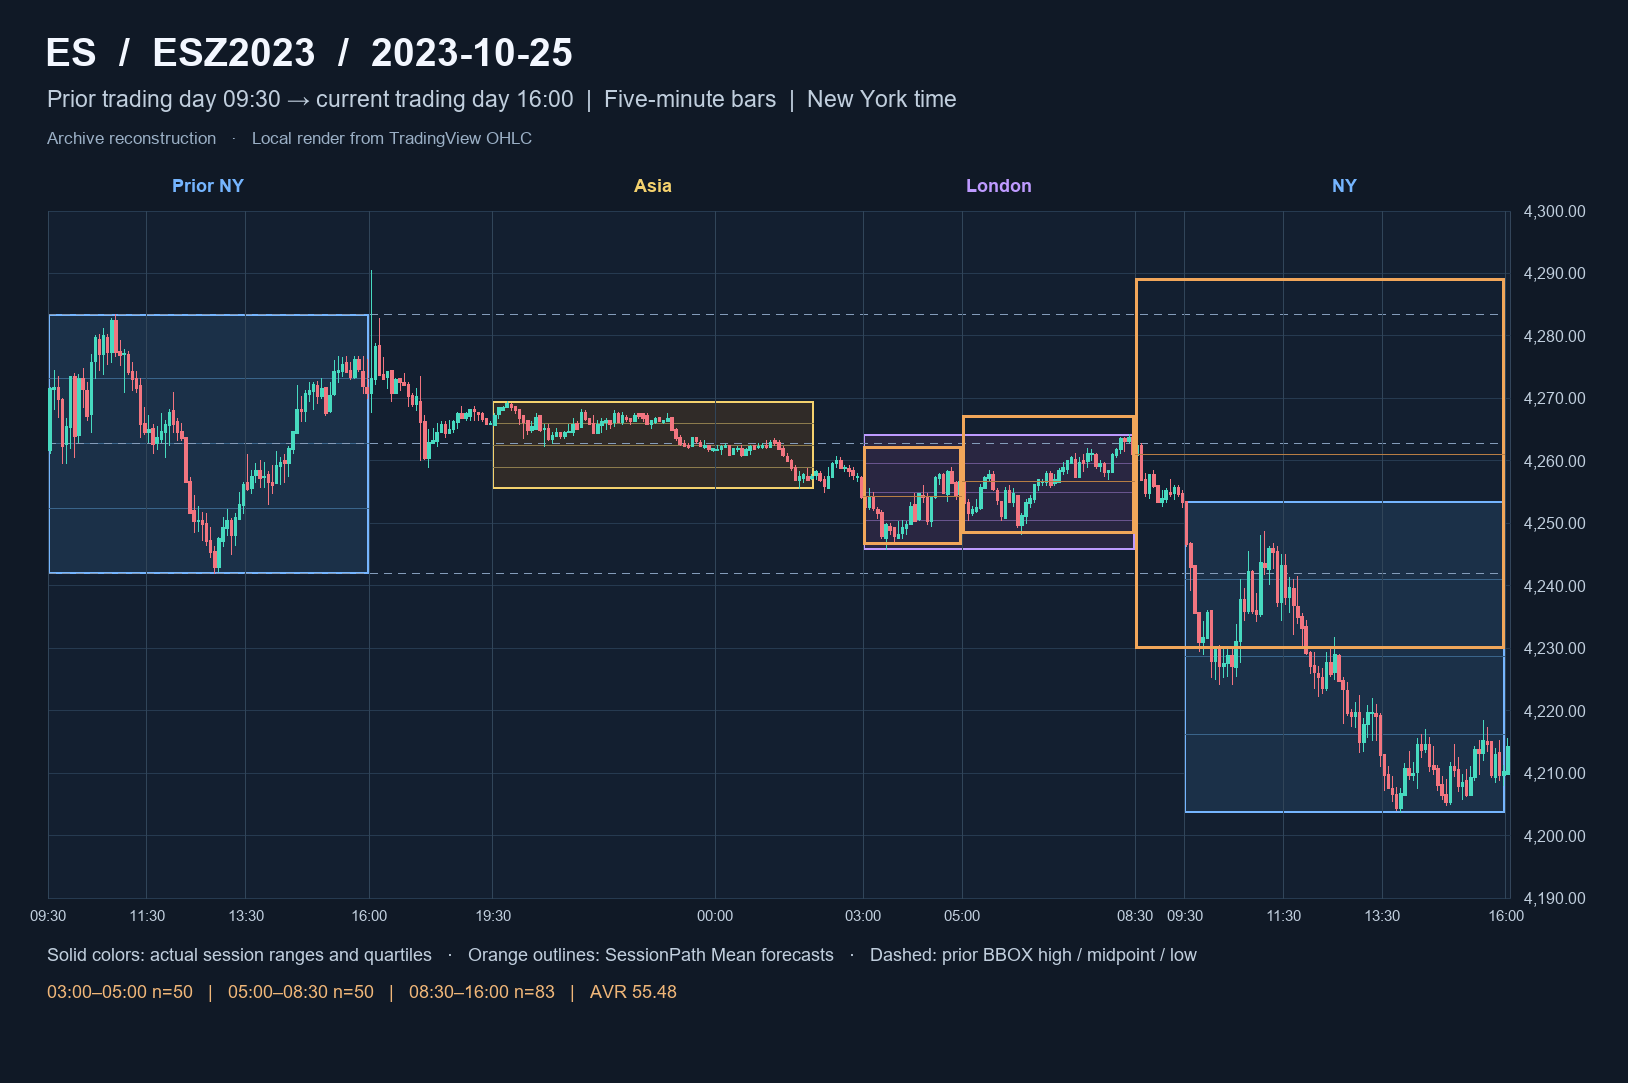 ES / ESZ2023 / 2023-10-25
Prior trading day 09:30 → current trading day 16:00 | Five-minute bars | New York time
Archive reconstruction · Local render from TradingView OHLC
Prior NY Asia London NY
4,300.00
4,290.00
4,280.00
4,270.00
4,260.00
4,250.00
4,240.00
4,230.00
4,220.00
4,210.00
4,200.00
4,190.00
09:30 11:30 13:30 16:00 19:30 00:00 03:00 05:00 08:30 09:30 11:30 13:30 16:00
Solid colors: actual session ranges and quartiles · Orange outlines: SessionPath Mean forecasts · Dashed: prior BBOX high / midpoint / low
03:00–05:00 n=50 | 05:00–08:30 n=50 | 08:30–16:00 n=83 | AVR 55.48